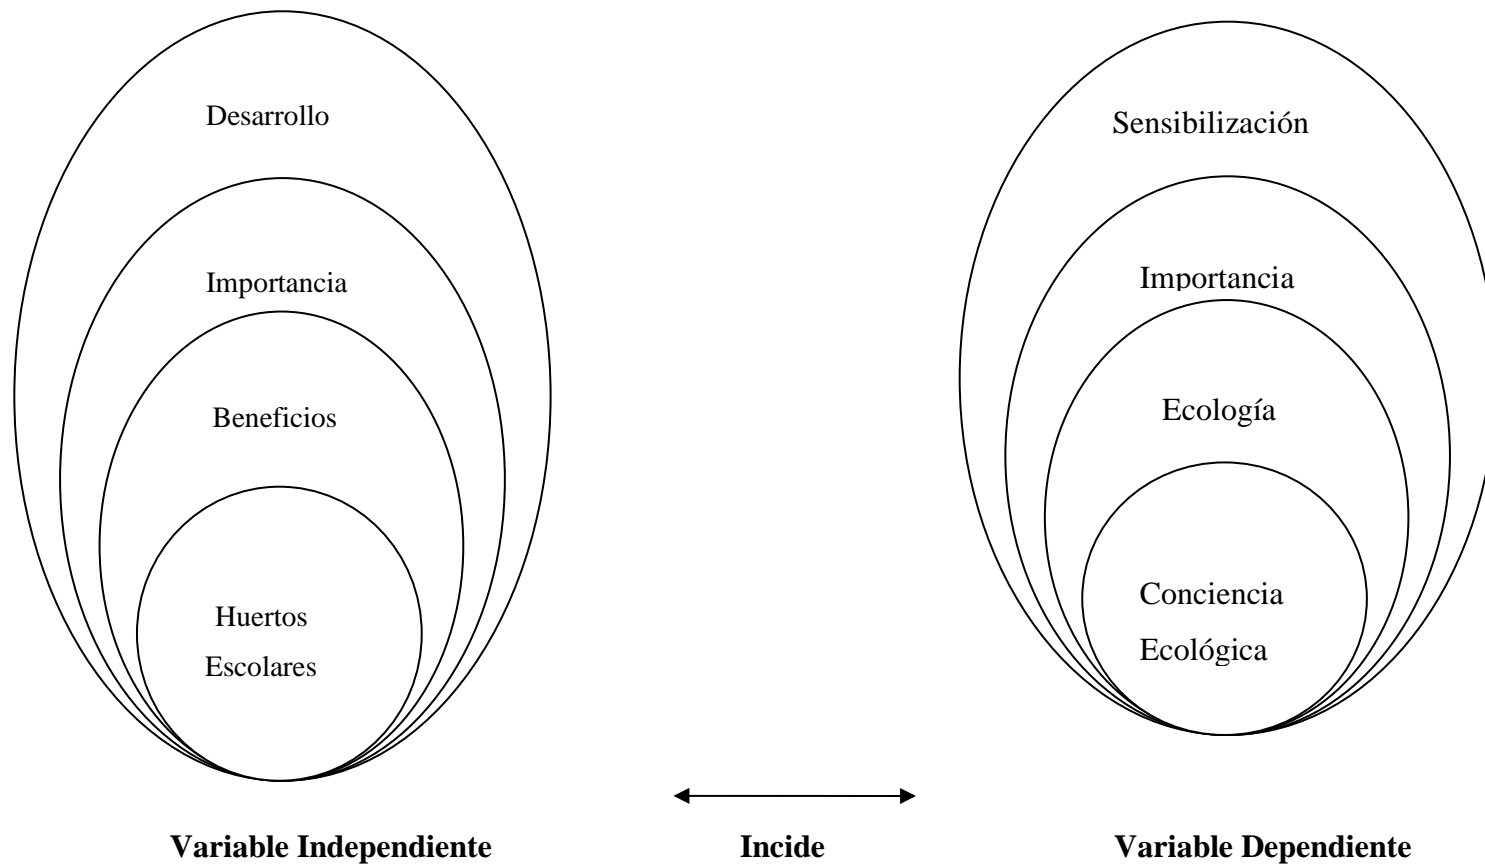 Desarrollo
Importancia
Beneficios
Huertos
Escolares
Sensibilización
Importancia
Ecología
Conciencia
Ecológica
Variable Independiente
Incide
Variable Dependiente